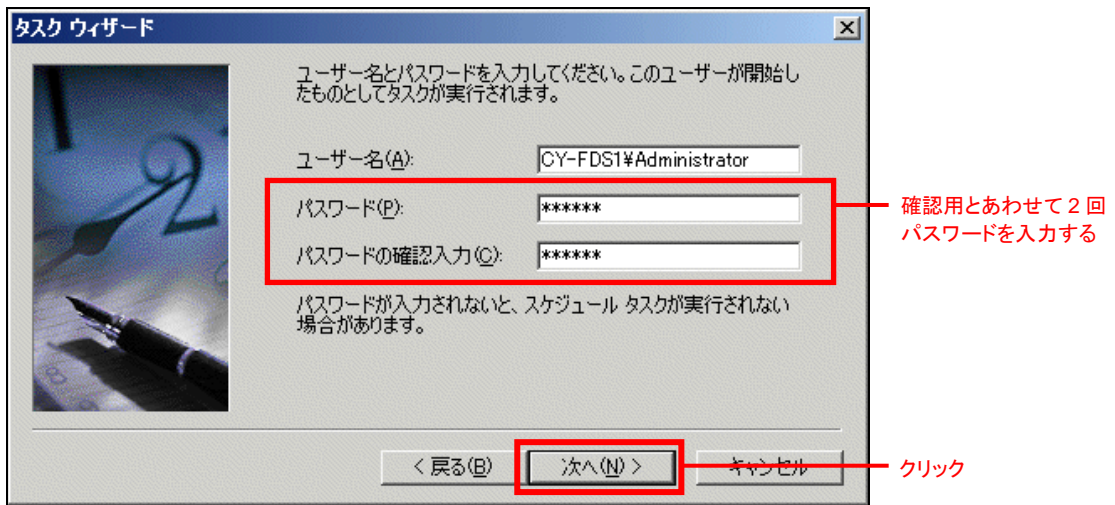 タスク ウィザード
ユーザー名とパスワードを入力してください。このユーザーが開始し
たものとしてタスクが実行されます。
ユーザー名(A): CY-FDS1¥Administrator
パスワード(P): ******
パスワードの確認入力(C): ******
確認用とあわせて２回
パスワードを入力する
パスワードが入力されないと、スケジュール タスクが実行されない
場合があります。
< 戻る(B) 次へ(N) > キャンセル
クリック